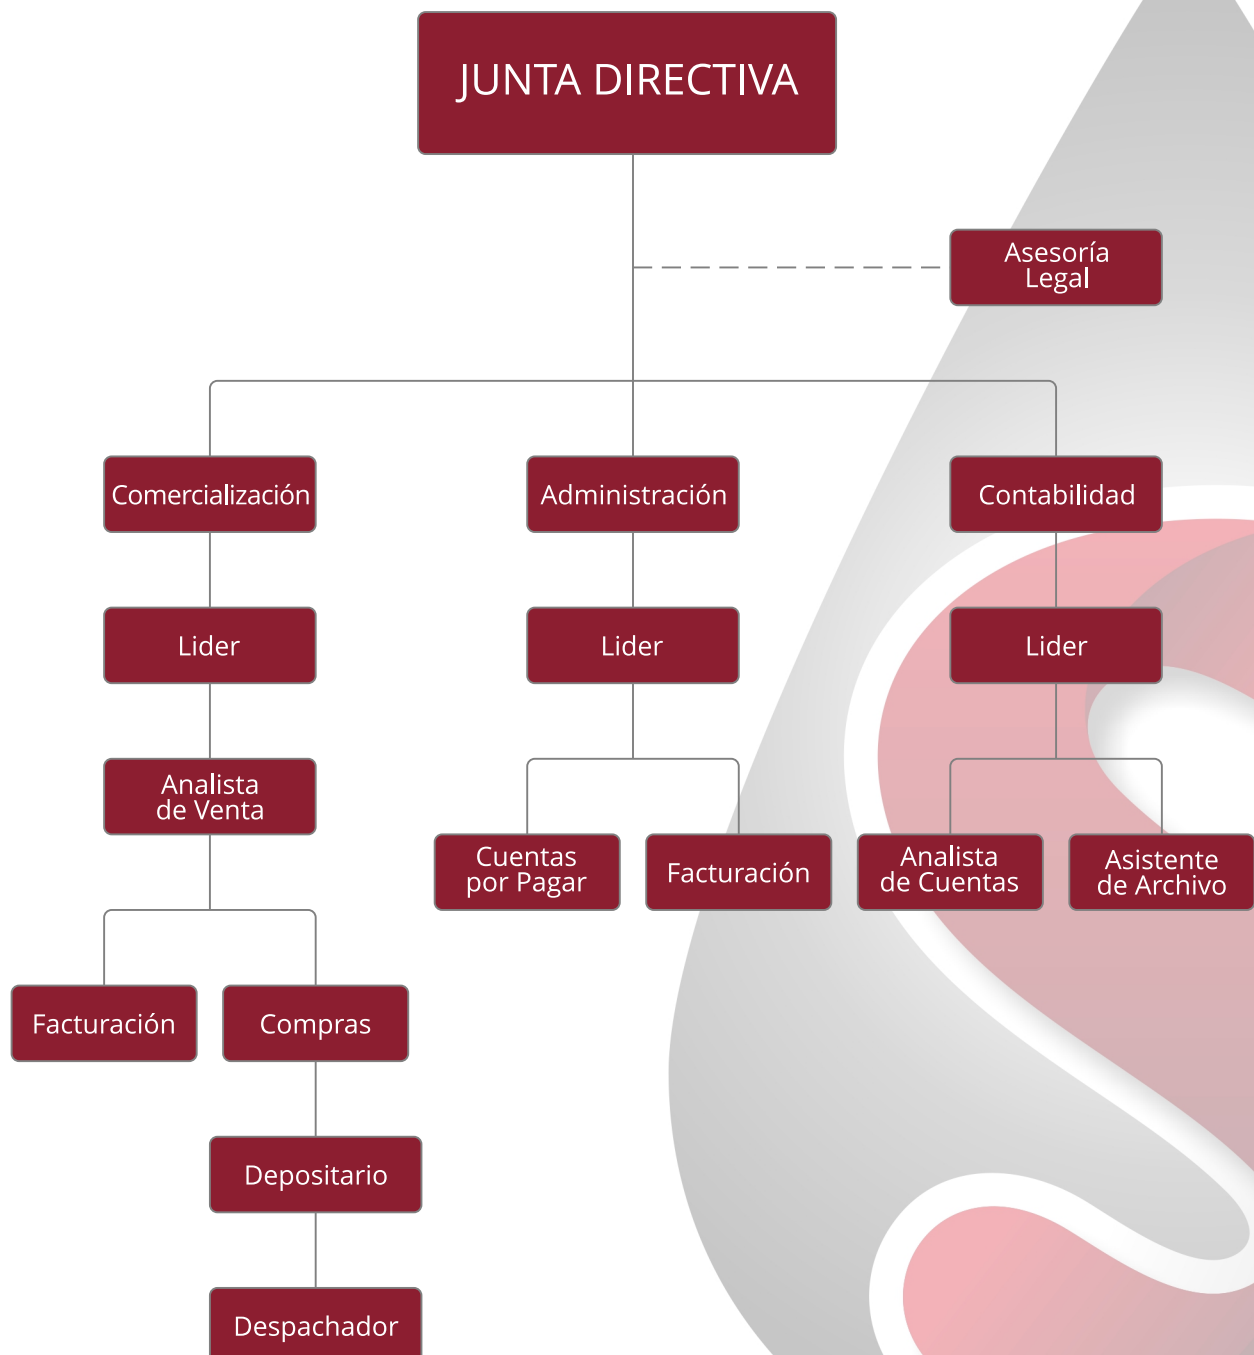 JUNTA DIRECTIVA
Asesoría
Legal
Comercialización
Administración
Contabilidad
Lider
Lider
Lider
Analista
de Venta
Cuentas
por Pagar
Facturación
Analista
de Cuentas
Asistente
de Archivo
Facturación
Compras
Depositario
Despachador